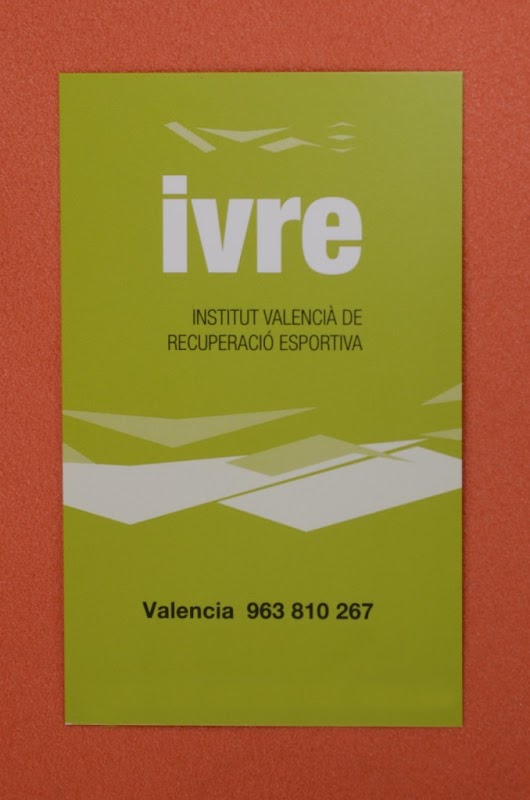 ivre
INSTITUT VALENCIÀ DE
RECUPERACIÓ ESPORTIVA
Valencia 963 810 267